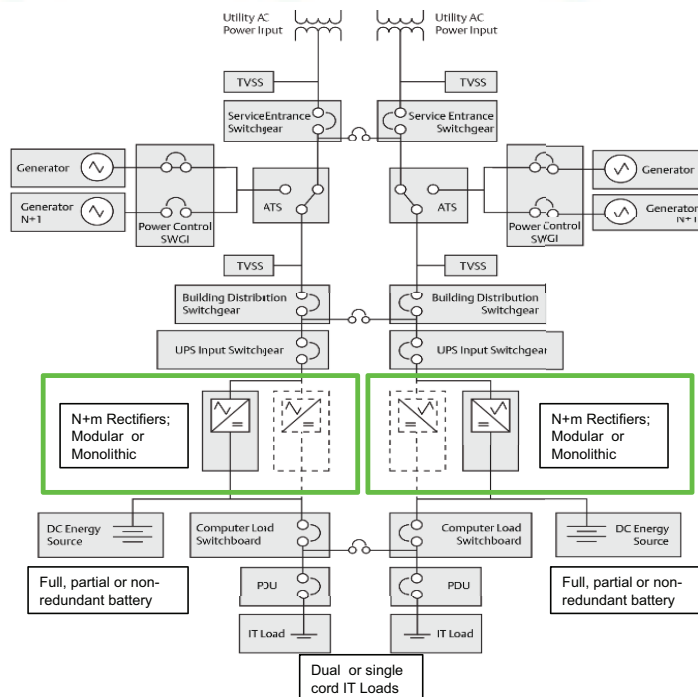 Utility AC
Power Input
Utility AC
Power Input
TVSS
TVSS
ServiceEntrance
Switchgear
Service Entrance
Switchgear
Generator
Generator
N+1
Power Control
SWGI
ATS
ATS
Power Control
SWGI
Generator
Generator
N+1
TVSS
TVSS
Building Distribution
Switchgear
Building Distribution
Switchgear
UPS Input Switchgear
UPS Input Switchgear
N+m Rectifiers;
Modular or
Monolithic
N+m Rectifiers;
Modular or
Monolithic
DC Energy
Source
Computer Load
Switchboard
Computer Load
Switchboard
DC Energy
Source
Full, partial or non-
redundant battery
Full, partial or non-
redundant battery
PDU
PDU
IT Load
IT Load
Dual or single
cord IT Loads